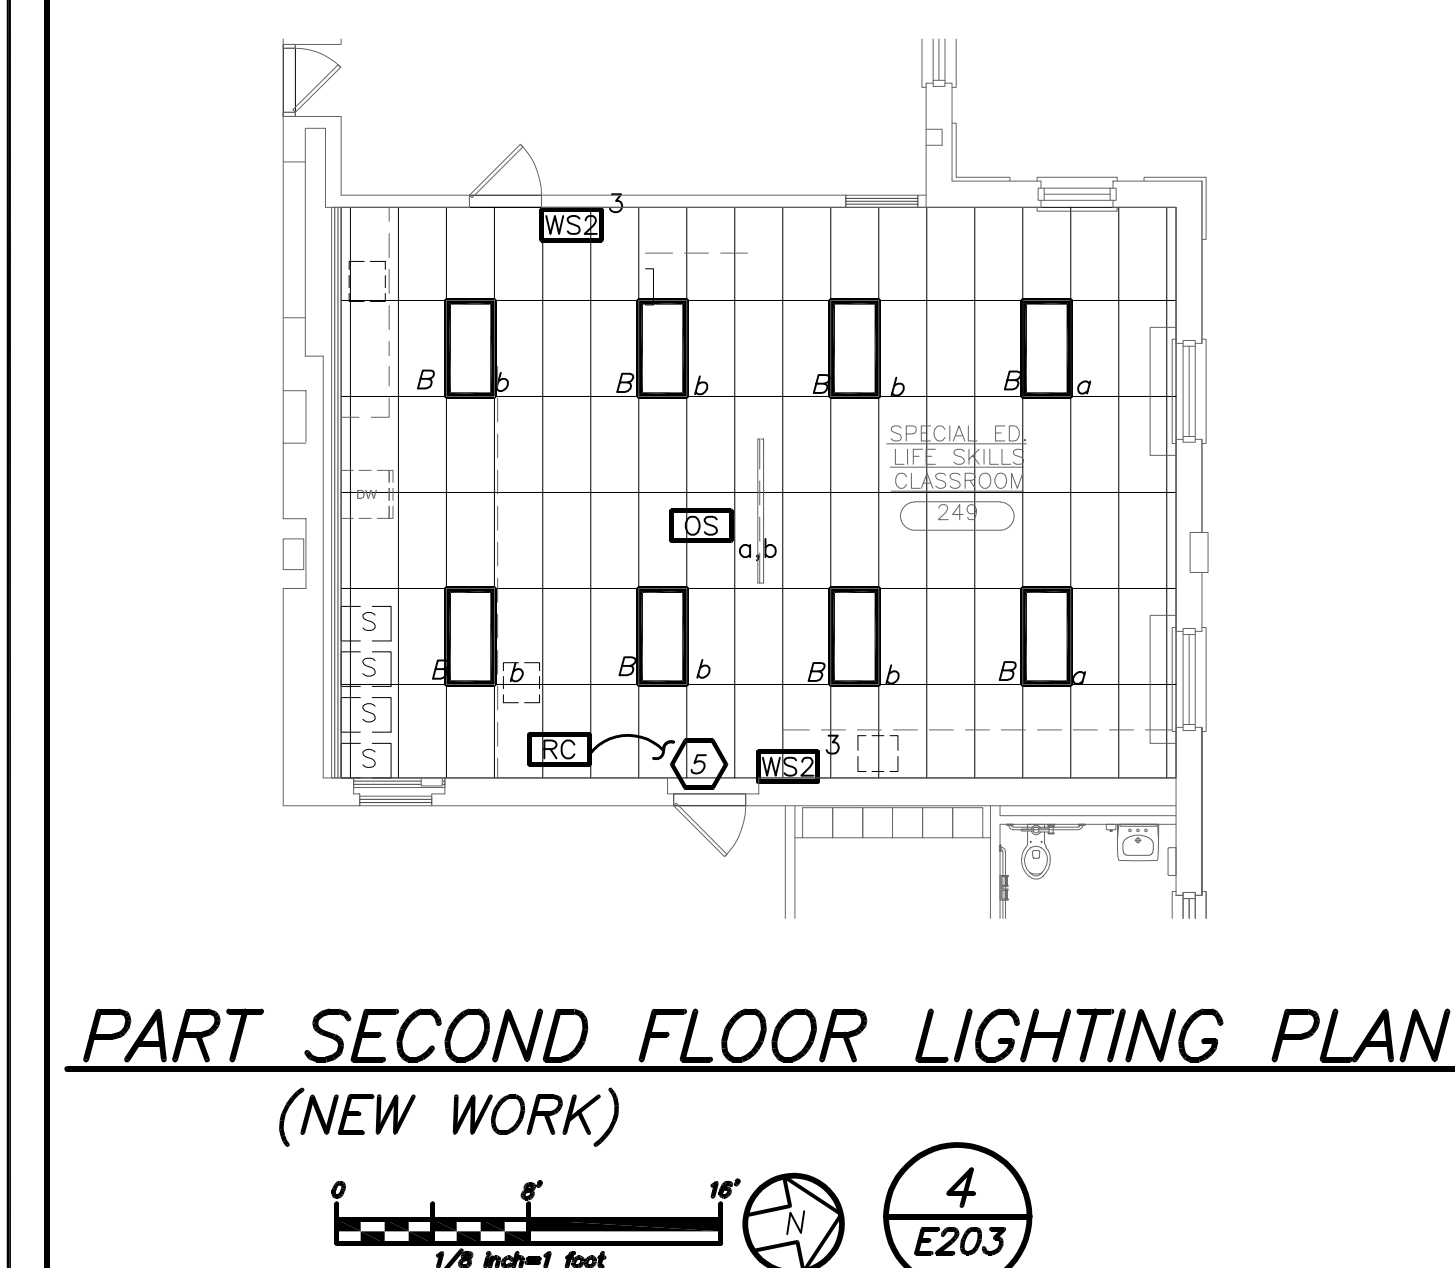 3
WS2
B b B b B b B a
SPECIAL ED.
LIFE SKILLS
CLASSROOM
249
DW
OS
a,b
S
S
S
S
B b B b B b B a
RC 5 WS2 3
PART SECOND FLOOR LIGHTING PLAN
(NEW WORK)
0 8' 16'
1/8 inch=1 foot
N
4
E203